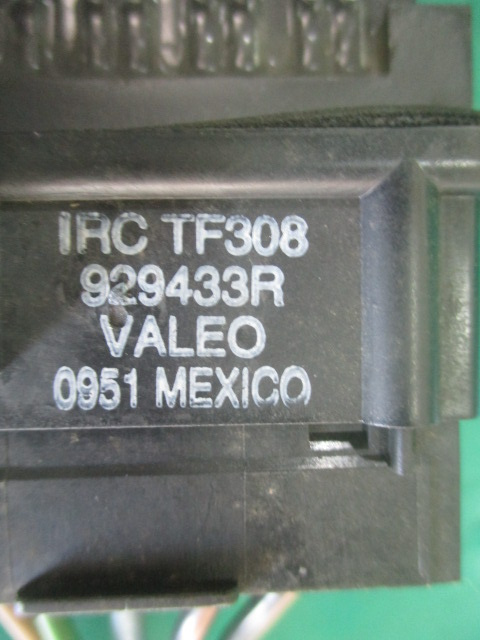 IRC TF308
929433R
VALEO
0951 MEXICO